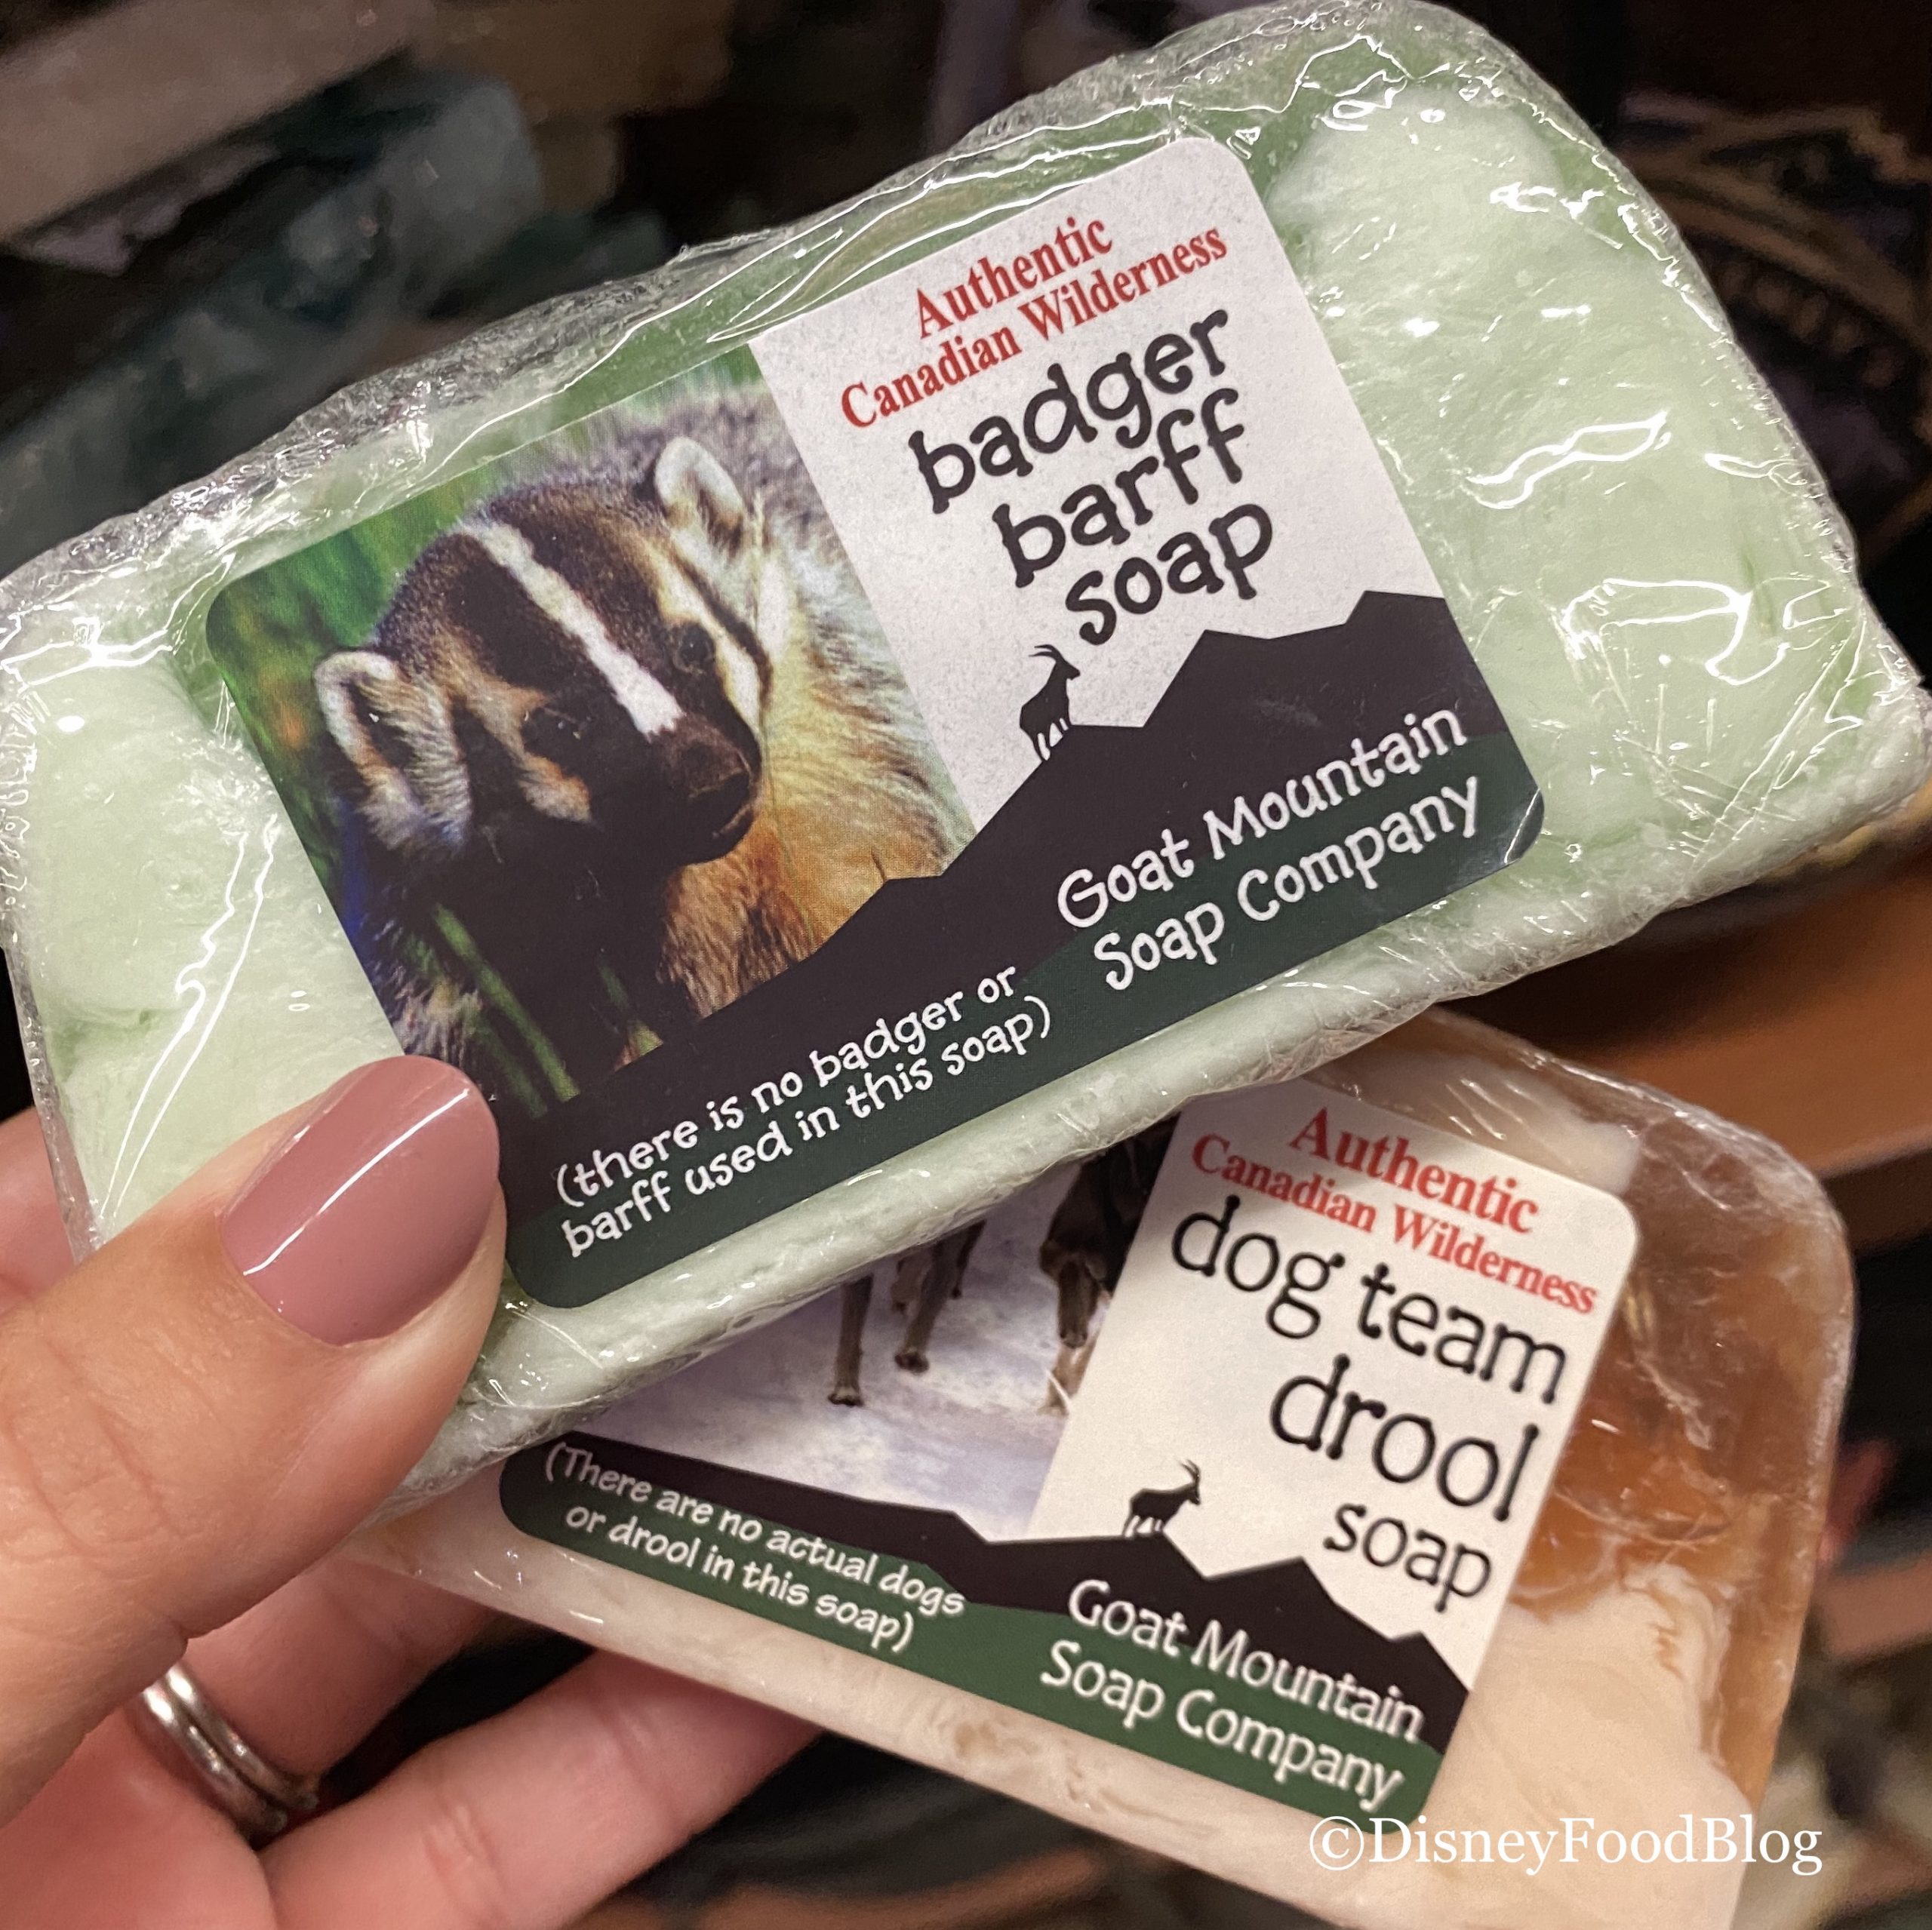 Authentic
Canadian Wilderness
badger
barff
soap
Goat Mountain
Soap Company
(there is no badger or
barff used in this soap)
Authentic
Canadian Wilderness
dog team
drool
soap
(There are no actual dogs
or drool in this soap)
Goat Mountain
Soap Company
©DisneyFoodBlog